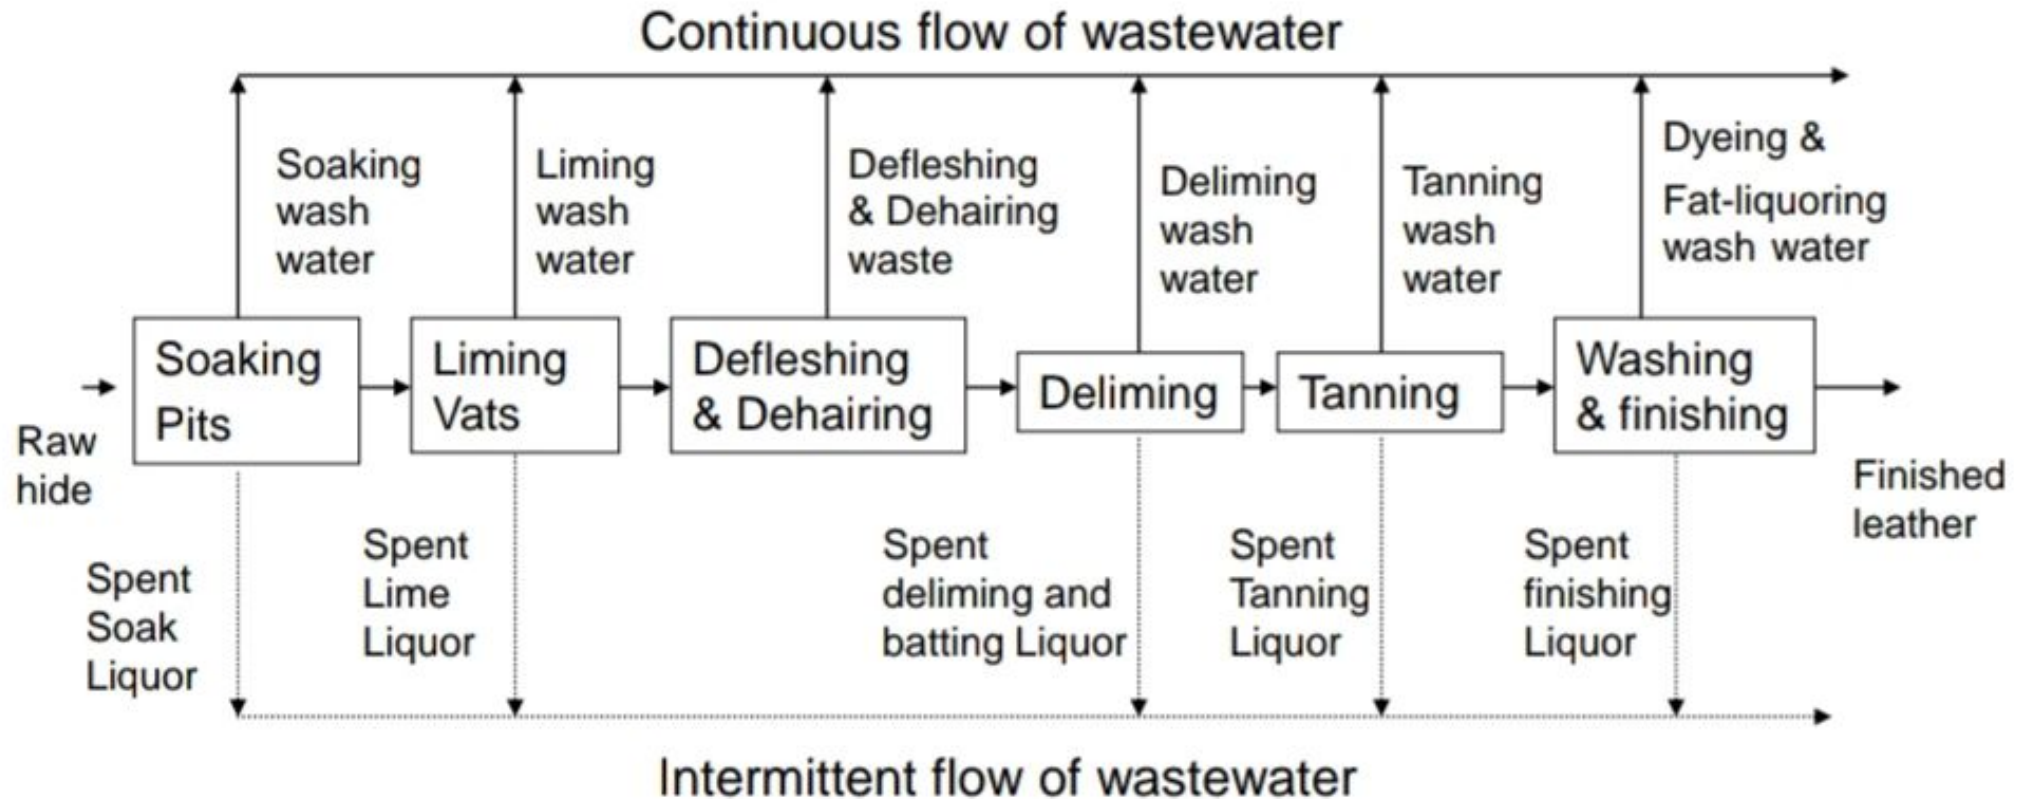 Continuous flow of wastewater
Soaking
wash
water
Liming
wash
water
Defleshing
& Dehairing
waste
Deliming
wash
water
Tanning
wash
water
Dyeing &
Fat-liquoring
wash water
Raw
hide
Soaking
Pits
Liming
Vats
Defleshing
& Dehairing
Deliming
Tanning
Washing
& finishing
Finished
leather
Spent
Soak
Liquor
Spent
Lime
Liquor
Spent
deliming and
batting Liquor
Spent
Tanning
Liquor
Spent
finishing
Liquor
Intermittent flow of wastewater